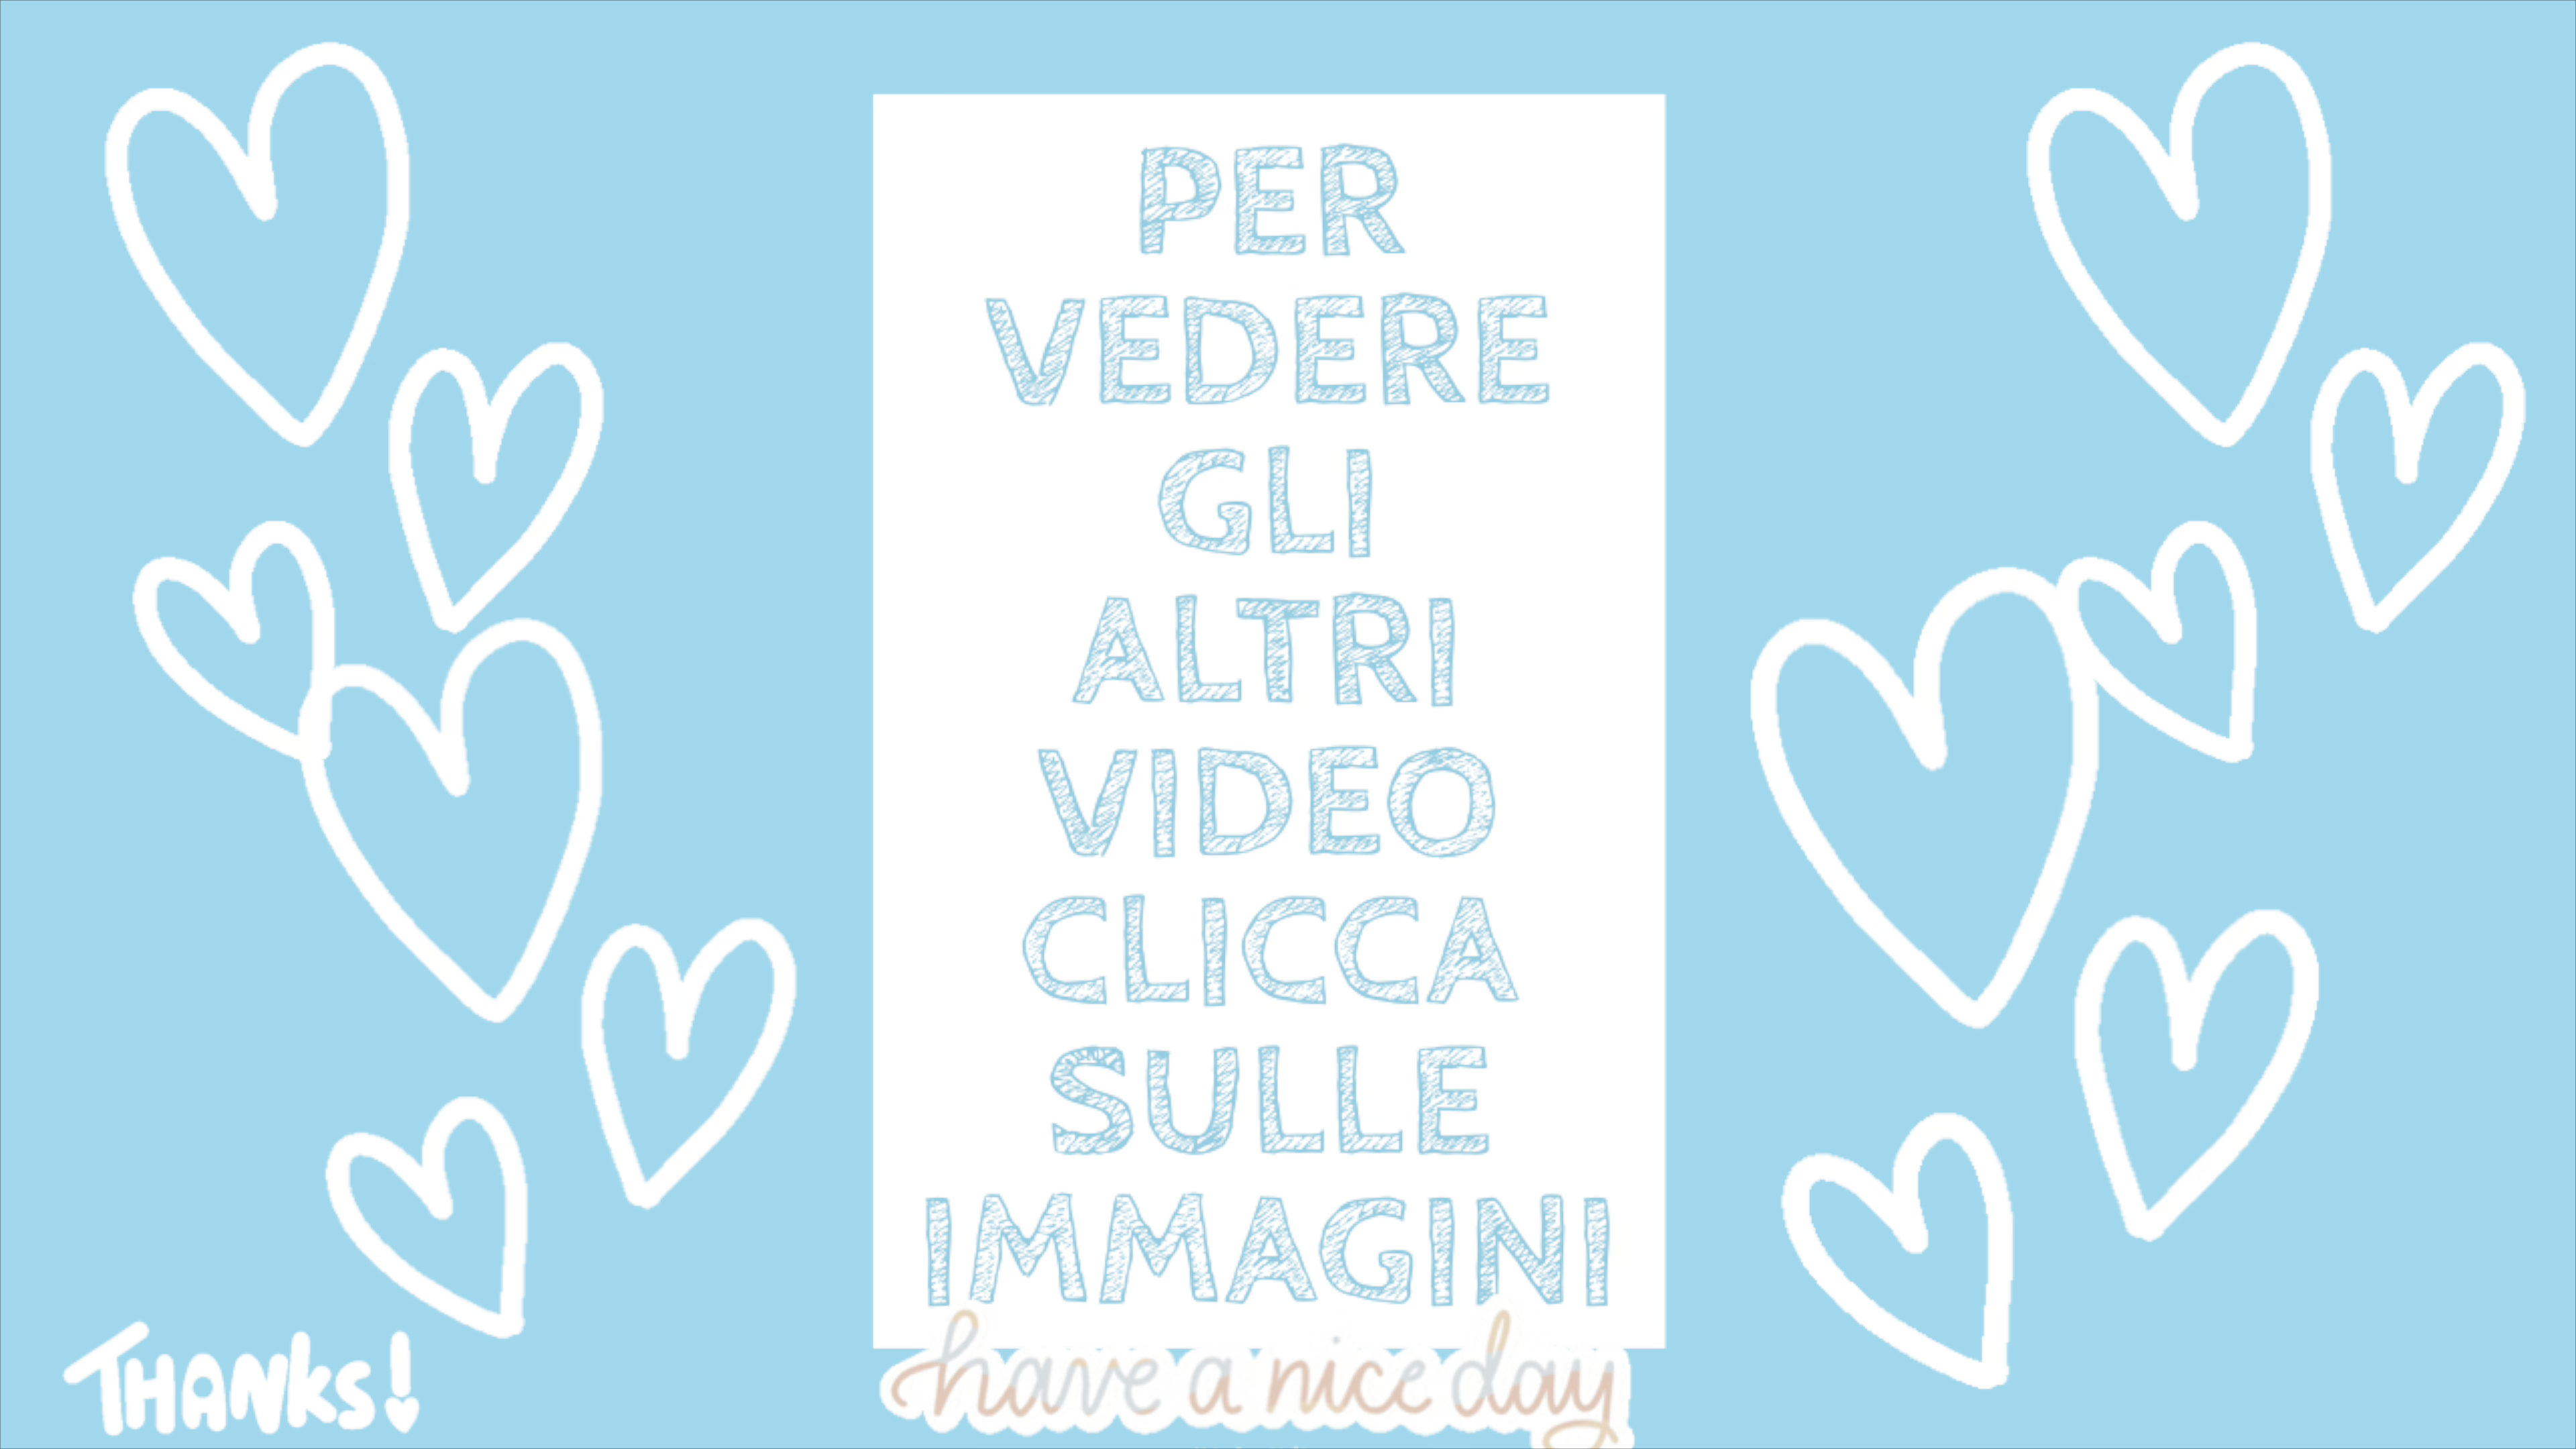 PER
VEDERE
GLI
ALTRI
VIDEO
CLICCA
SULLE
IMMAGINI
have a nice day
THANKS!